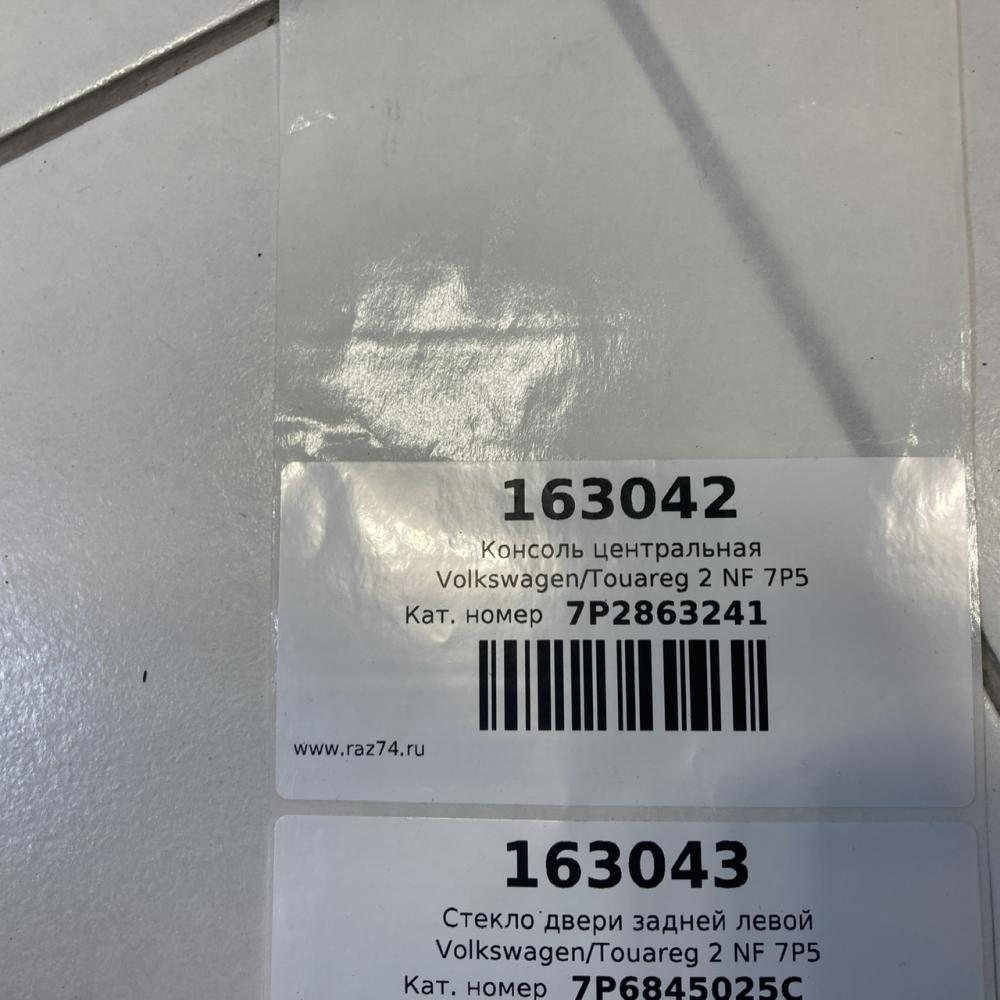 163042
Консоль центральная
Volkswagen/Touareg 2 NF 7P5
Кат. номер 7P2863241
www.raz74.ru
163043
Стекло двери задней левой
Volkswagen/Touareg 2 NF 7P5
Кат. номер 7P6845025C